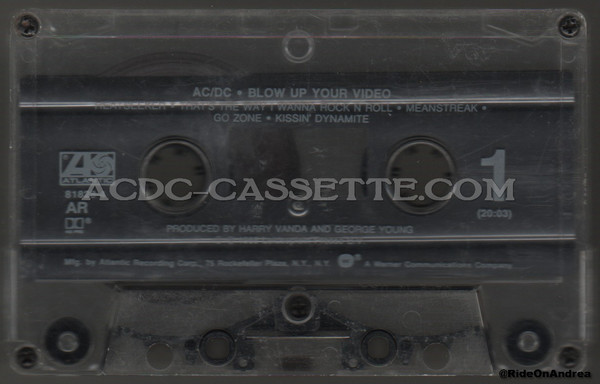 AC/DC • BLOW UP YOUR VIDEO
HEATSEEKER • THAT'S THE WAY I WANNA ROCK N ROLL • MEANSTREAK •
GO ZONE • KISSIN' DYNAMITE
ATLANTIC
1
ACDC-CASSETTE.COM
AR
(20:03)
PRODUCED BY HARRY VANDA AND GEORGE YOUNG
Mfg. by Atlantic Recording Corp., 75 Rockefeller Plaza, N.Y., N.Y. A Warner Communications Company
@RideOnAndrea